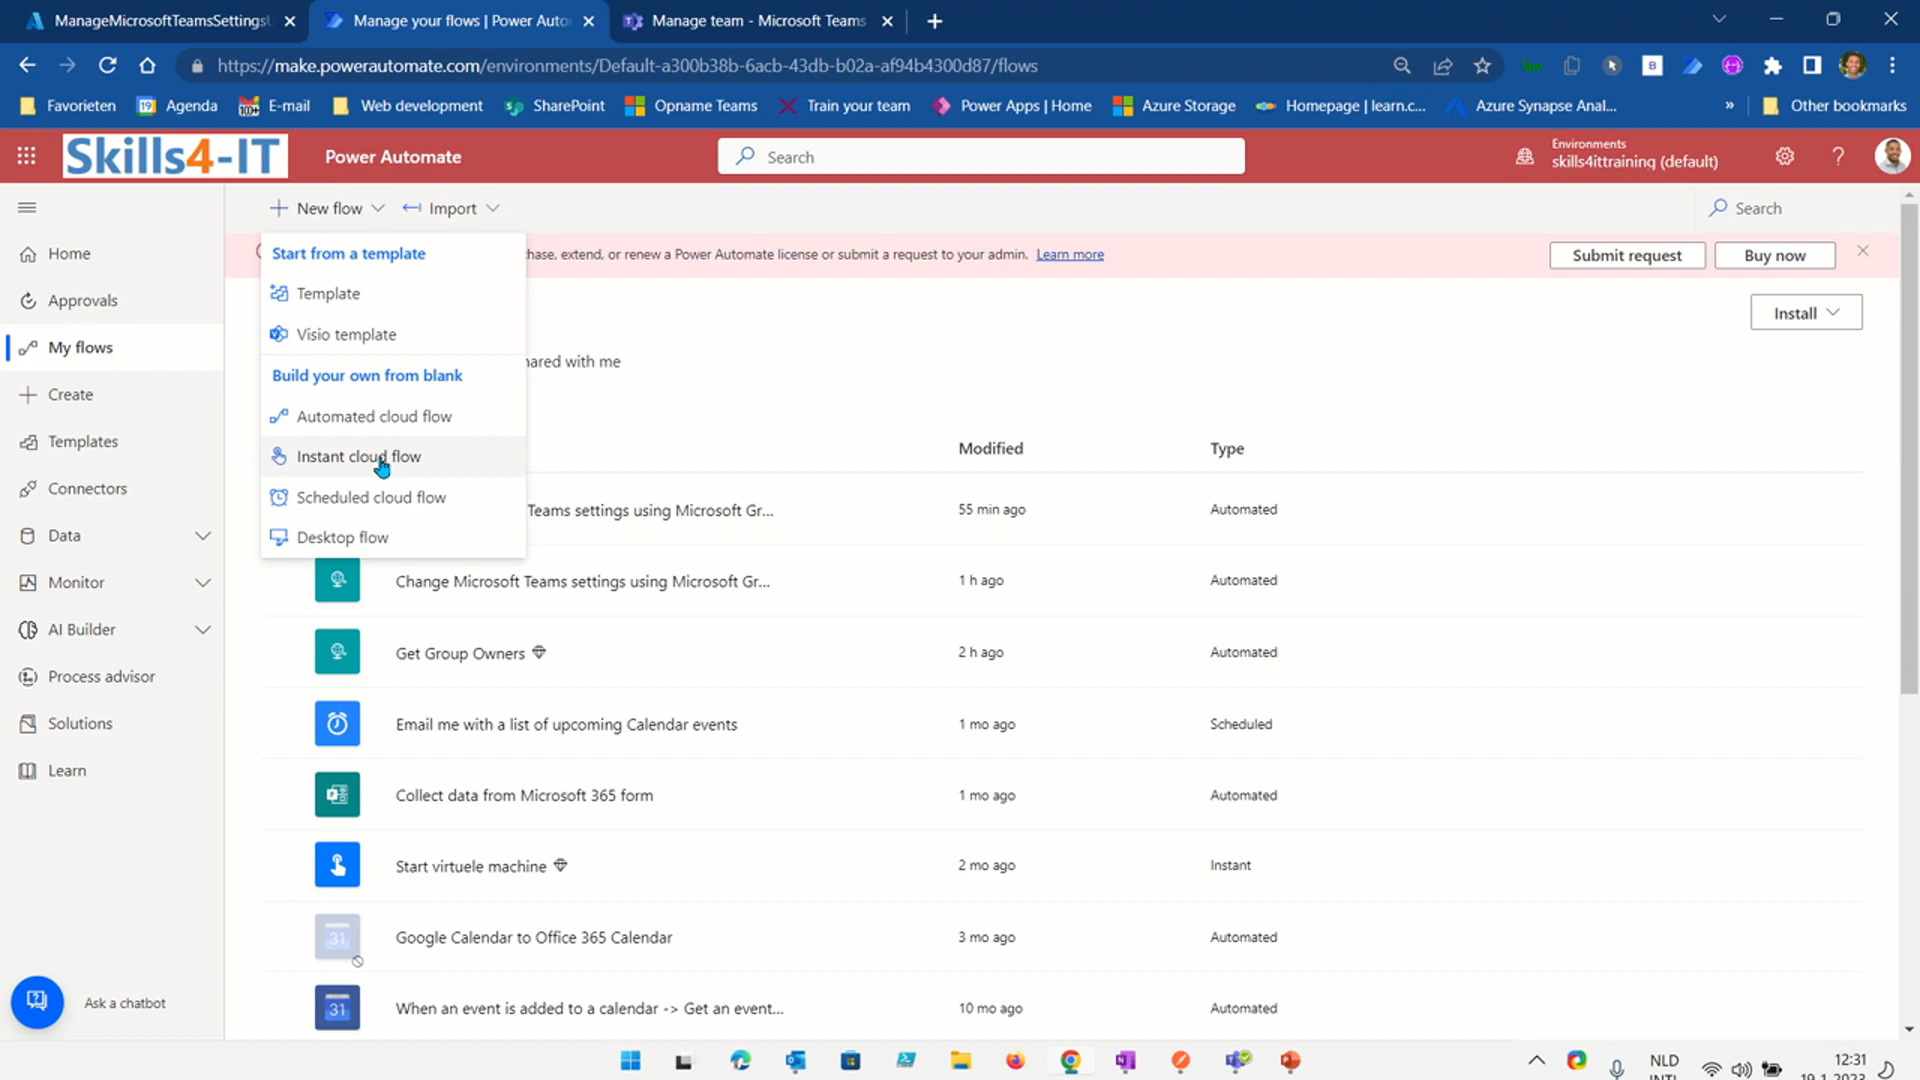 ManageMicrosoftTeamsSettingsU
Manage your flows | Power Auto
Manage team - Microsoft Teams
https://make.powerautomate.com/environments/Default-a300b38b-6acb-43db-b02a-af94b4300d87/flows
Favorieten
19
Agenda
100+
E-mail
Web development
SharePoint
Opname Teams
Train your team
Power Apps | Home
Azure Storage
Homepage | learn.c...
Azure Synapse Anal...
»
Other bookmarks
Skills4-IT
Power Automate
Search
Environments
skills4ittraining (default)
New flow
Import
Search
Start from a template
Template
Visio template
Build your own from blank
Automated cloud flow
Instant cloud flow
Scheduled cloud flow
Desktop flow
hase, extend, or renew a Power Automate license or submit a request to your admin. Learn more
Submit request
Buy now
Install
Home
Approvals
My flows
Create
Templates
Connectors
Data
Monitor
AI Builder
Process advisor
Solutions
Learn
Ask a chatbot
hared with me
Modified
Type
Teams settings using Microsoft Gr...
55 min ago
Automated
Change Microsoft Teams settings using Microsoft Gr...
1 h ago
Automated
Get Group Owners
2 h ago
Automated
Email me with a list of upcoming Calendar events
1 mo ago
Scheduled
Collect data from Microsoft 365 form
1 mo ago
Automated
Start virtuele machine
2 mo ago
Instant
31
Google Calendar to Office 365 Calendar
3 mo ago
Automated
31
When an event is added to a calendar -> Get an event...
10 mo ago
Automated
NLD
INTL
12:31
19-1-2023